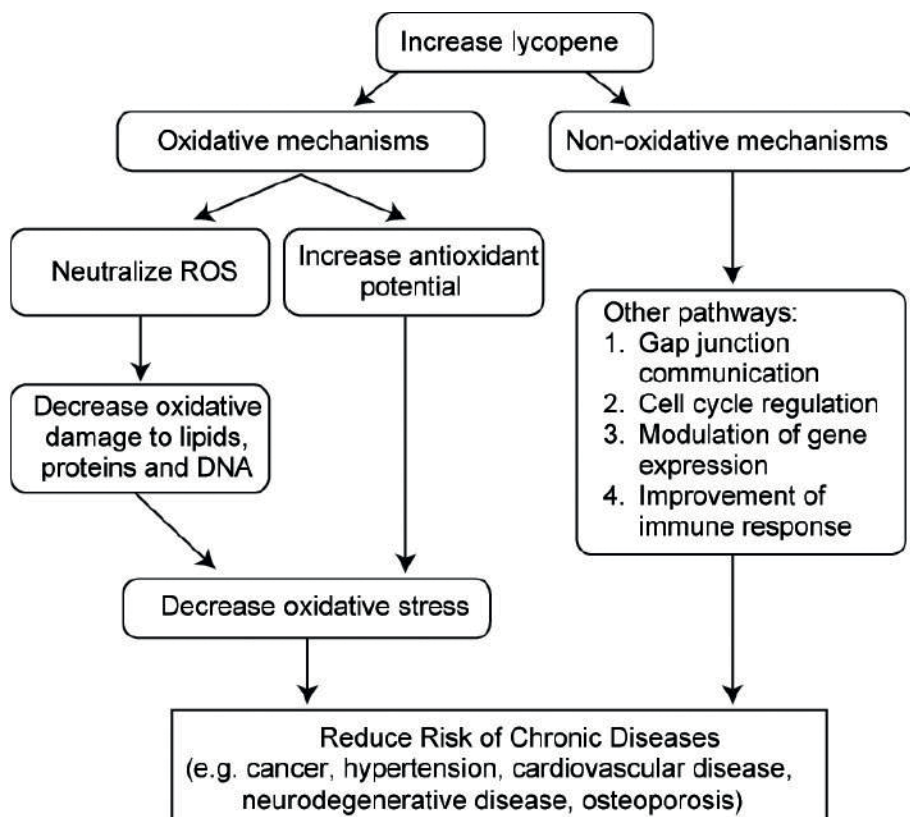 Increase lycopene
Oxidative mechanisms
Non-oxidative mechanisms
Neutralize ROS
Increase antioxidant
potential
Decrease oxidative
damage to lipids,
proteins and DNA
Other pathways:
1. Gap junction
communication
2. Cell cycle regulation
3. Modulation of gene
expression
4. Improvement of
immune response
Decrease oxidative stress
Reduce Risk of Chronic Diseases
(e.g. cancer, hypertension, cardiovascular disease,
neurodegenerative disease, osteoporosis)